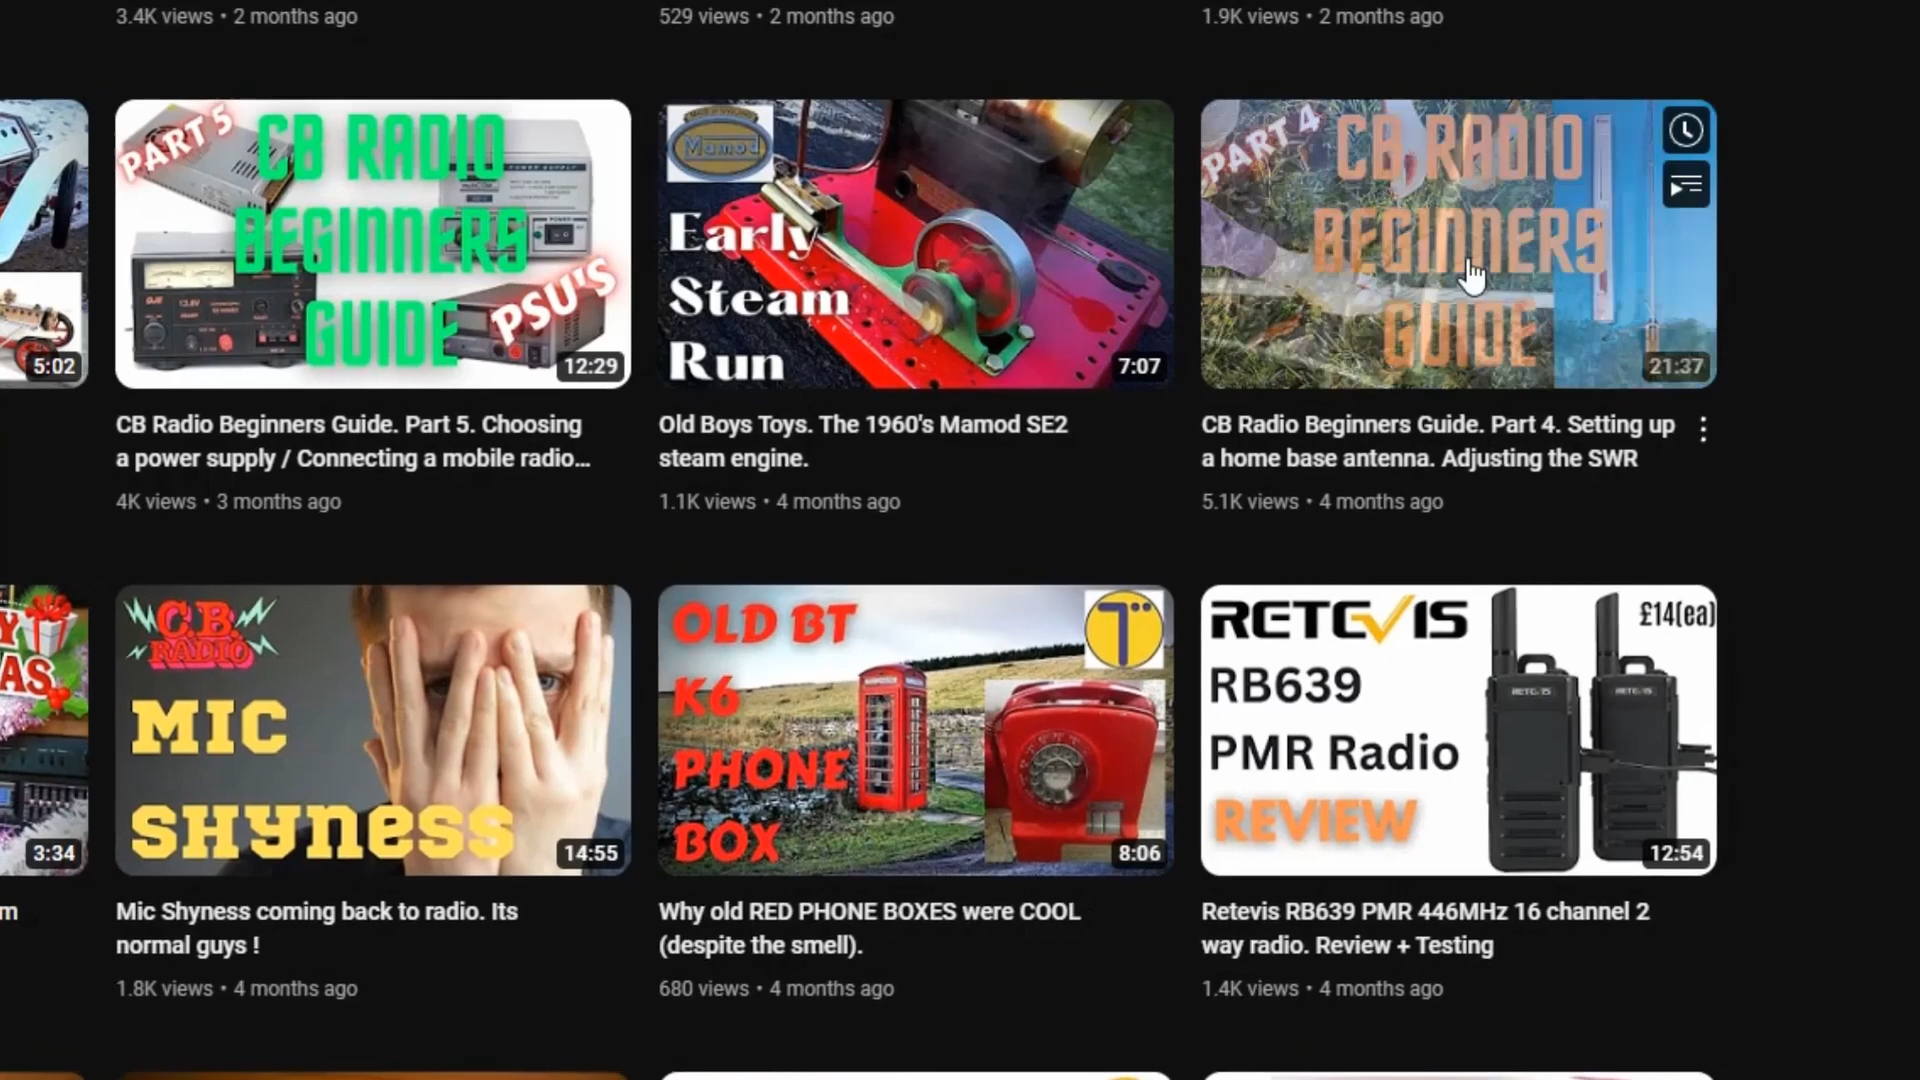 3.4K views • 2 months ago
529 views • 2 months ago
1.9K views • 2 months ago
5:02
PART 5
CB RADIO
BEGINNERS
GUIDE
PSU'S
POWER SUPPLY
POWER
13.8V
12:29
Mamod
Early
Steam
Run
7:07
PART 4
CB RADIO
BEGINNERS
GUIDE
21:37
CB Radio Beginners Guide. Part 5. Choosing
a power supply / Connecting a mobile radio...
4K views • 3 months ago
Old Boys Toys. The 1960's Mamod SE2
steam engine.
1.1K views • 4 months ago
CB Radio Beginners Guide. Part 4. Setting up
a home base antenna. Adjusting the SWR
5.1K views • 4 months ago
Y
AS
3:34
C.B.
RADIO
MIC
SHYNESS
14:55
OLD BT
K6
PHONE
BOX
T
8:06
RETEVIS
RB639
PMR Radio
REVIEW
£14(ea)
RETEVIS
RETEVIS
12:54
m
Mic Shyness coming back to radio. Its
normal guys !
1.8K views • 4 months ago
Why old RED PHONE BOXES were COOL
(despite the smell).
680 views • 4 months ago
Retevis RB639 PMR 446MHz 16 channel 2
way radio. Review + Testing
1.4K views • 4 months ago